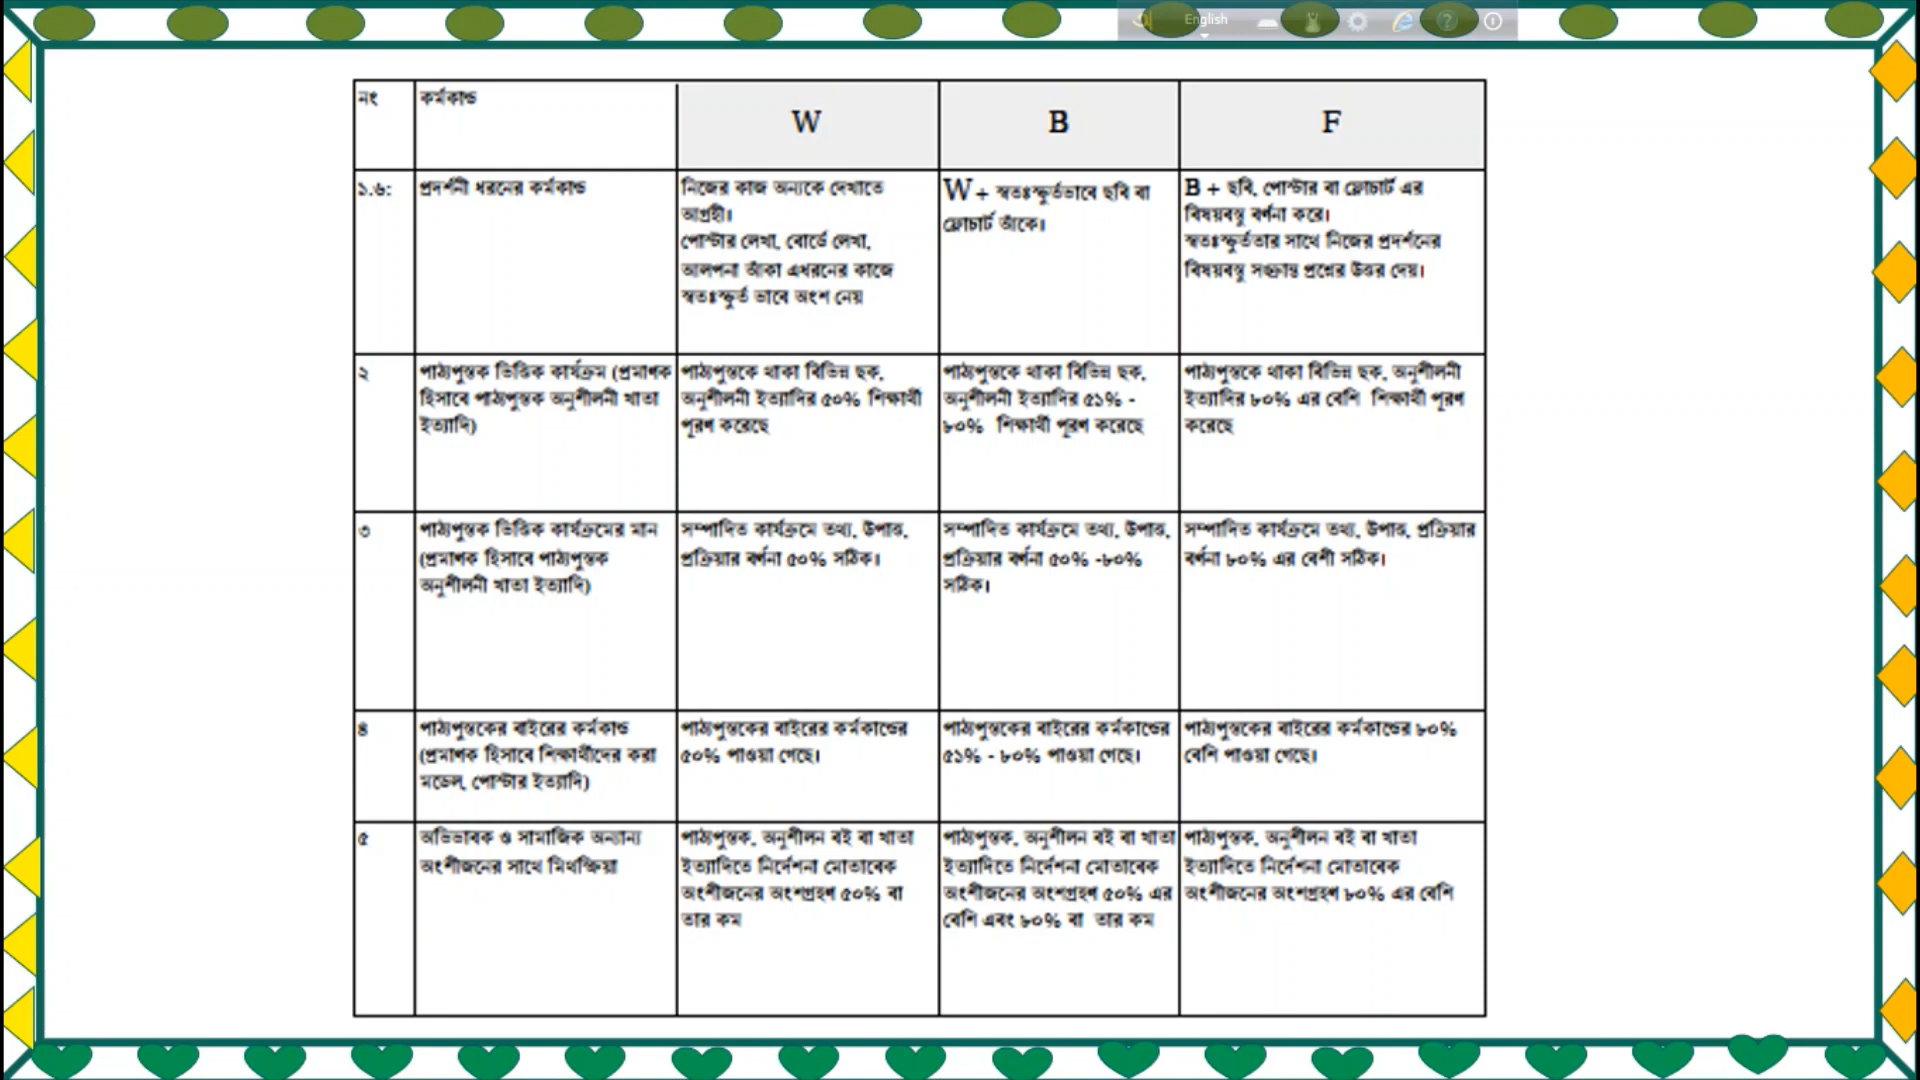 English
নং
কর্মকান্ড
W
B
F
১.৬:
প্রদর্শনী ধরনের কর্মকান্ড
নিজের কাজ অন্যকে দেখাতে
আগ্রহী।
পোস্টার লেখা, বোর্ডে লেখা,
আলপনা আঁকা এধরনের কাজে
স্বতঃস্ফূর্ত ভাবে অংশ নেয়
W + স্বতঃস্ফূর্তভাবে ছবি বা
ফ্লোচার্ট আঁকে।
B + ছবি, পোস্টার বা ফ্লোচার্ট এর
বিষয়বস্তু বর্ণনা করে।
স্বতঃস্ফূর্ততার সাথে নিজের প্রদর্শনের
বিষয়বস্তু সংক্রান্ত প্রশ্নের উত্তর দেয়।
২
পাঠ্যপুস্তক ভিত্তিক কার্যক্রম (প্রমাণক
হিসাবে পাঠ্যপুস্তক অনুশীলনী খাতা
ইত্যাদি)
পাঠ্যপুস্তকে থাকা বিভিন্ন ছক,
অনুশীলনী ইত্যাদির ৫০% শিক্ষার্থী
পূরণ করেছে
পাঠ্যপুস্তকে থাকা বিভিন্ন ছক,
অনুশীলনী ইত্যাদির ৫১% -
৮০% শিক্ষার্থী পূরণ করেছে
পাঠ্যপুস্তকে থাকা বিভিন্ন ছক, অনুশীলনী
ইত্যাদির ৮০% এর বেশি শিক্ষার্থী পূরণ
করেছে
৩
পাঠ্যপুস্তক ভিত্তিক কার্যক্রমের মান
(প্রমাণক হিসাবে পাঠ্যপুস্তক
অনুশীলনী খাতা ইত্যাদি)
সম্পাদিত কার্যক্রমে তথ্য, উপাত্ত,
প্রক্রিয়ার বর্ণনা ৫০% সঠিক।
সম্পাদিত কার্যক্রমে তথ্য, উপাত্ত,
প্রক্রিয়ার বর্ণনা ৫০% -৮০%
সঠিক।
সম্পাদিত কার্যক্রমে তথ্য, উপাত্ত, প্রক্রিয়ার
বর্ণনা ৮০% এর বেশী সঠিক।
৪
পাঠ্যপুস্তকের বাইরের কর্মকান্ড
(প্রমাণক হিসাবে শিক্ষার্থীদের করা
মডেল, পোস্টার ইত্যাদি)
পাঠ্যপুস্তকের বাইরের কর্মকান্ডের
৫০% পাওয়া গেছে।
পাঠ্যপুস্তকের বাইরের কর্মকান্ডের
৫১% - ৮০% পাওয়া গেছে।
পাঠ্যপুস্তকের বাইরের কর্মকান্ডের ৮০%
বেশি পাওয়া গেছে।
৫
অভিভাবক ও সামাজিক অন্যান্য
অংশীজনের সাথে মিথস্ক্রিয়া
পাঠ্যপুস্তক, অনুশীলন বই বা খাতা
ইত্যাদিতে নির্দেশনা মোতাবেক
অংশীজনের অংশগ্রহণ ৫০% বা
তার কম
পাঠ্যপুস্তক, অনুশীলন বই বা খাতা
ইত্যাদিতে নির্দেশনা মোতাবেক
অংশীজনের অংশগ্রহণ ৫০% এর
বেশি এবং ৮০% বা তার কম
পাঠ্যপুস্তক, অনুশীলন বই বা খাতা
ইত্যাদিতে নির্দেশনা মোতাবেক
অংশীজনের অংশগ্রহণ ৮০% এর বেশি